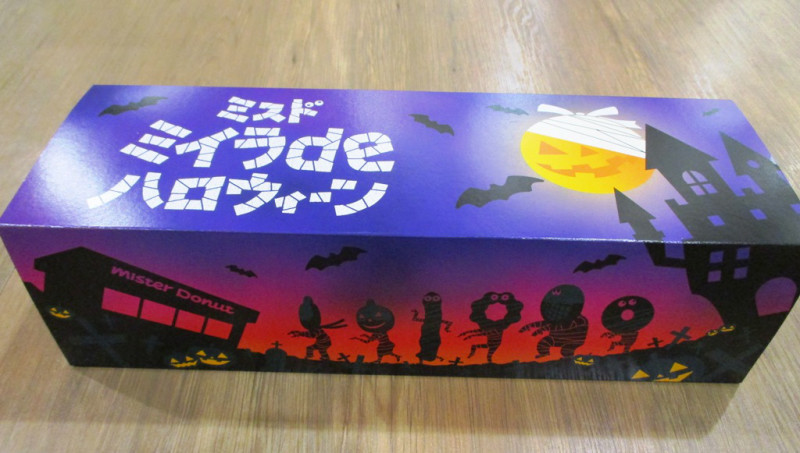 ミスド
ミイラde
ハロウィーン
mister Donut